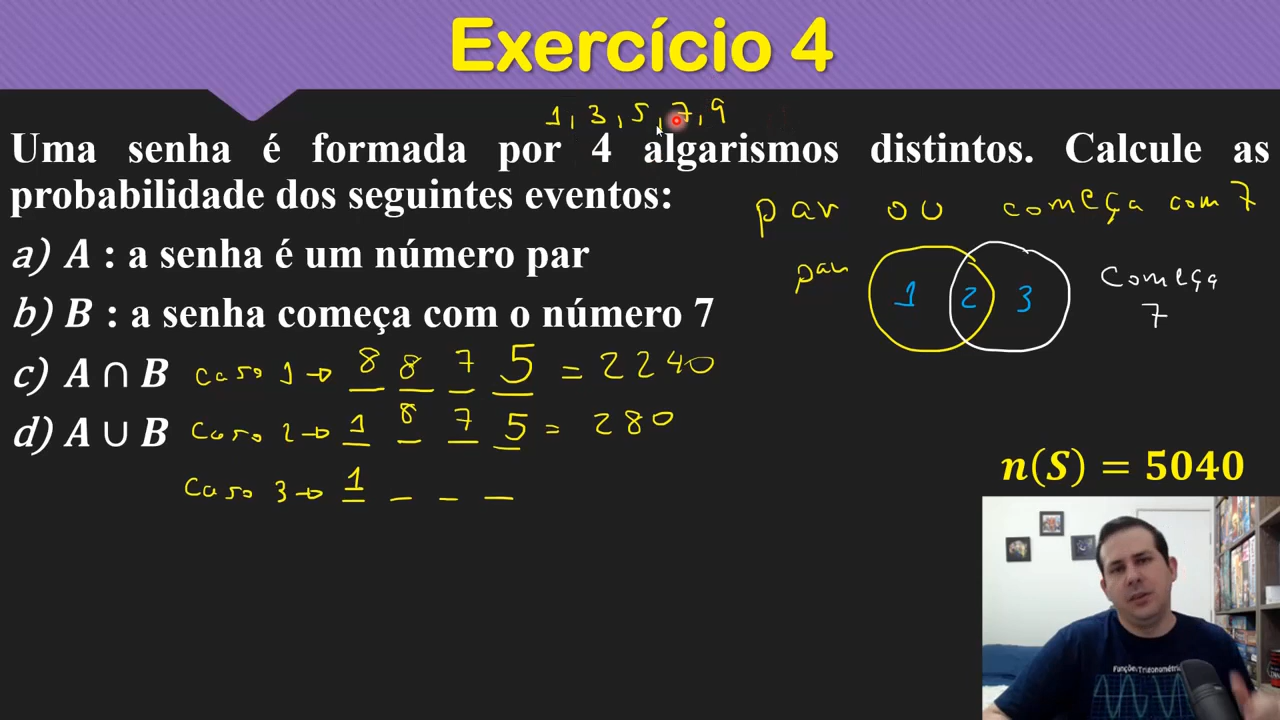 Exercício 4
1, 3, 5, 7, 9
Uma senha é formada por 4 algarismos distintos. Calcule as
probabilidade dos seguintes eventos:
par ou começa com 7
a) A : a senha é um número par
par 1 2 3 começa
7
b) B : a senha começa com o número 7
c) A ∩ B caso 1 → 8 8 7 5 = 2240
d) A ∪ B caso 2 → 1 8 7 5 = 280
caso 3 → 1 _ _ _
n(S) = 5040
Funções Trigonométric